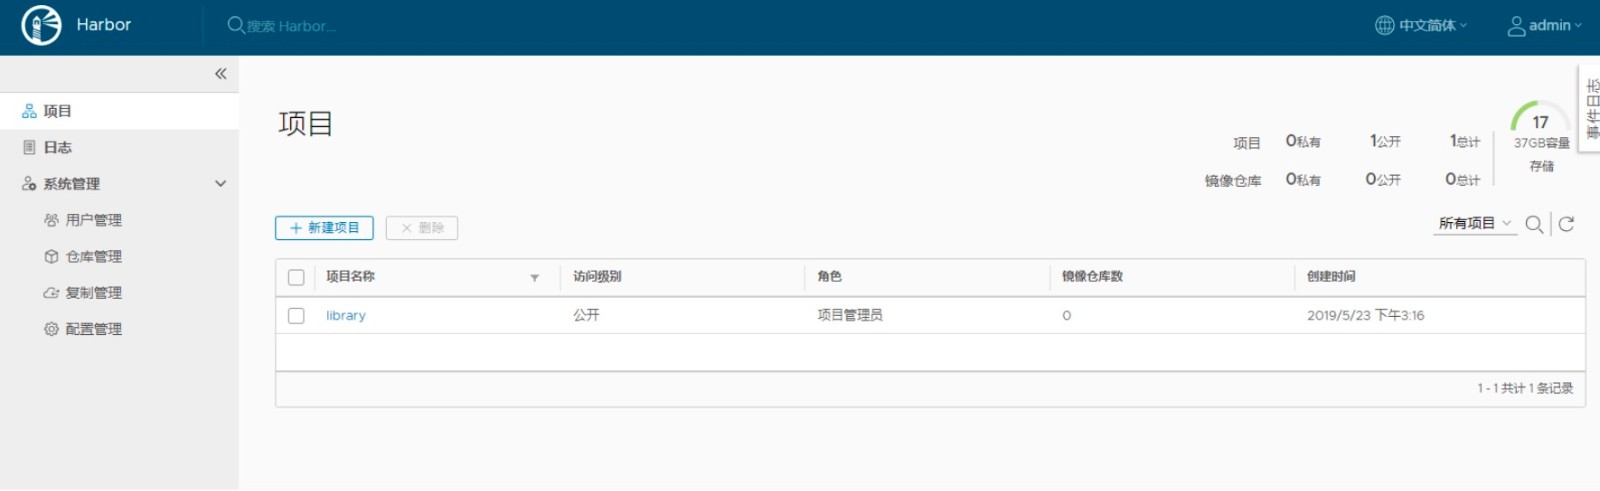 Harbor
搜索 Harbor...
中文简体
admin
项目
日志
系统管理
用户管理
仓库管理
复制管理
配置管理
项目
项目 0私有 1公开 1总计
镜像仓库 0私有 0公开 0总计
17
37GB容量
存储
事件日志
+ 新建项目
× 删除
所有项目
项目名称 访问级别 角色 镜像仓库数 创建时间
library 公开 项目管理员 0 2019/5/23 下午3:16
1 - 1 共计 1 条记录